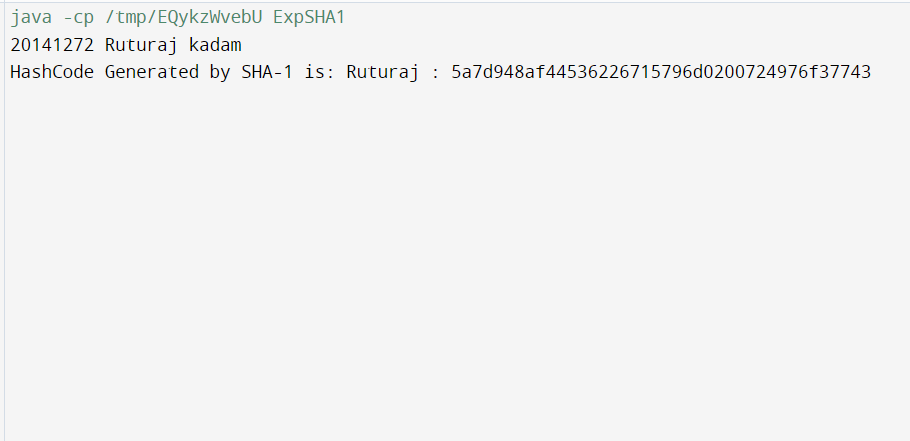 java -cp /tmp/EQykzWvebU ExpSHA1
20141272 Ruturaj kadam
HashCode Generated by SHA-1 is: Ruturaj : 5a7d948af44536226715796d0200724976f37743